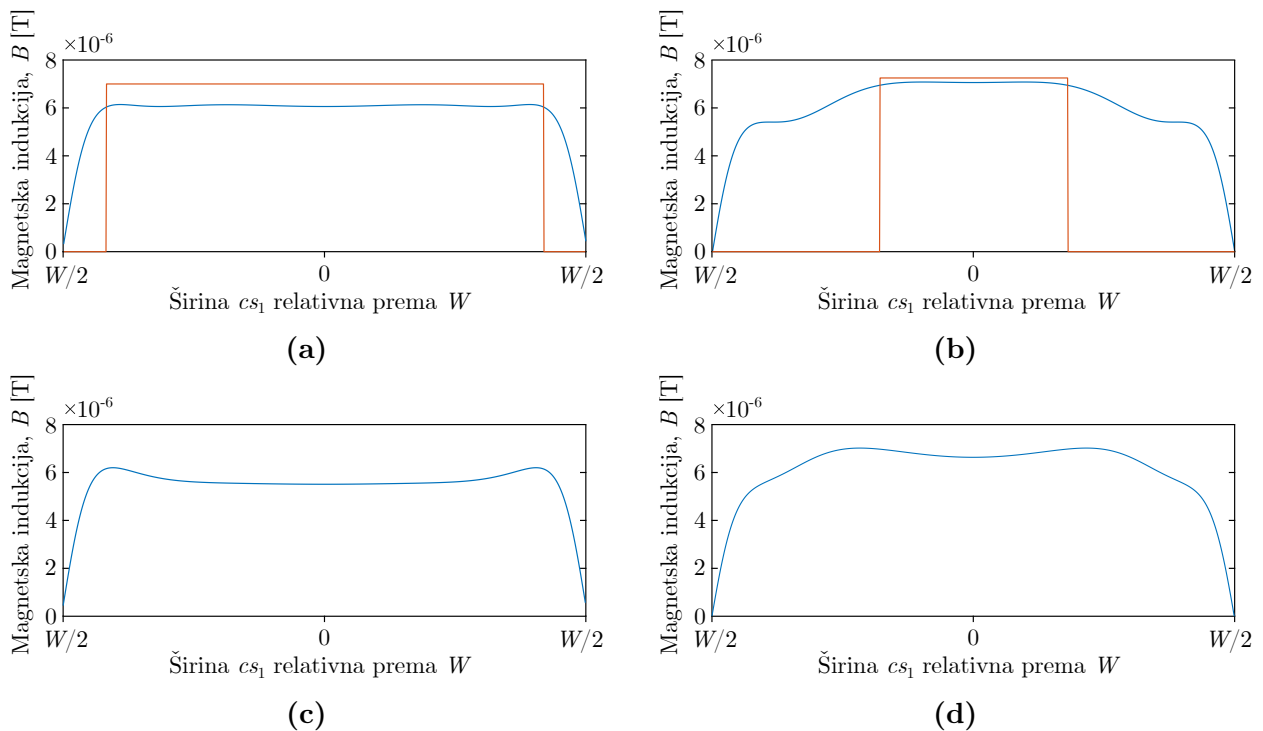 ×10-6
Magnetska indukcija, B [T]
8
6
4
2
0
W/2
0
W/2
Širina cs1 relativna prema W
(a)
×10-6
Magnetska indukcija, B [T]
8
6
4
2
0
W/2
0
W/2
Širina cs1 relativna prema W
(b)
×10-6
Magnetska indukcija, B [T]
8
6
4
2
0
W/2
0
W/2
Širina cs1 relativna prema W
(c)
×10-6
Magnetska indukcija, B [T]
8
6
4
2
0
W/2
0
W/2
Širina cs1 relativna prema W
(d)